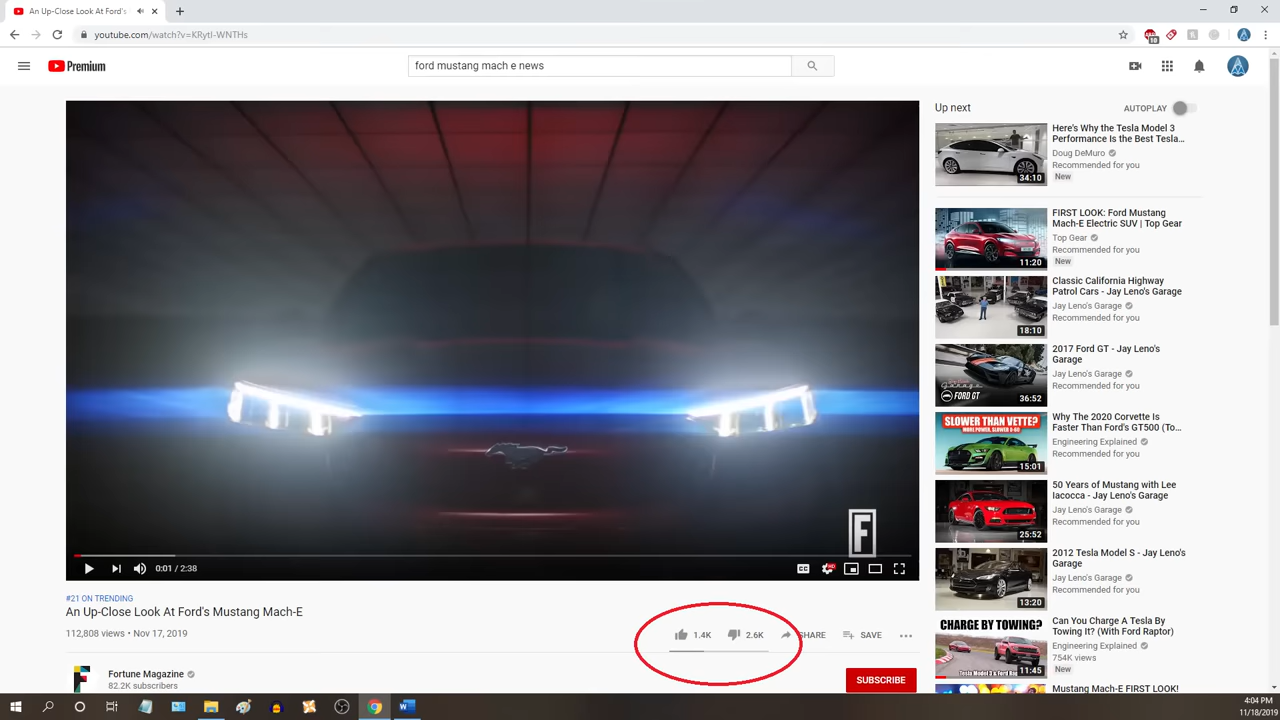 An Up-Close Look At Ford's
youtube.com/watch?v=KRytI-WNTHs
10
Premium
ford mustang mach e news
Up next
AUTOPLAY
Here's Why the Tesla Model 3
Performance Is the Best Tesla...
Doug DeMuro
Recommended for you
New
34:10
FIRST LOOK: Ford Mustang
Mach-E Electric SUV | Top Gear
Top Gear
Recommended for you
New
11:20
Classic California Highway
Patrol Cars - Jay Leno's Garage
Jay Leno's Garage
Recommended for you
18:10
2017 Ford GT - Jay Leno's
Garage
Jay Leno's Garage
Recommended for you
FORD GT
36:52
Why The 2020 Corvette Is
Faster Than Ford's GT500 (To...
Engineering Explained
Recommended for you
SLOWER THAN VETTE?
MORE POWER, SLOWER 0-60
15:01
50 Years of Mustang with Lee
Iacocca - Jay Leno's Garage
Jay Leno's Garage
Recommended for you
25:52
2012 Tesla Model S - Jay Leno's
Garage
Jay Leno's Garage
Recommended for you
13:20
Can You Charge A Tesla By
Towing It? (With Ford Raptor)
Engineering Explained
754K views
New
CHARGE BY TOWING?
11:45
Mustang Mach-E FIRST LOOK!
F
0:01 / 2:38
CC
HD
#21 ON TRENDING
An Up-Close Look At Ford's Mustang Mach-E
112,808 views • Nov 17, 2019
1.4K
2.6K
SHARE
SAVE
Fortune Magazine
82.2K subscribers
SUBSCRIBE
4:04 PM
11/18/2019